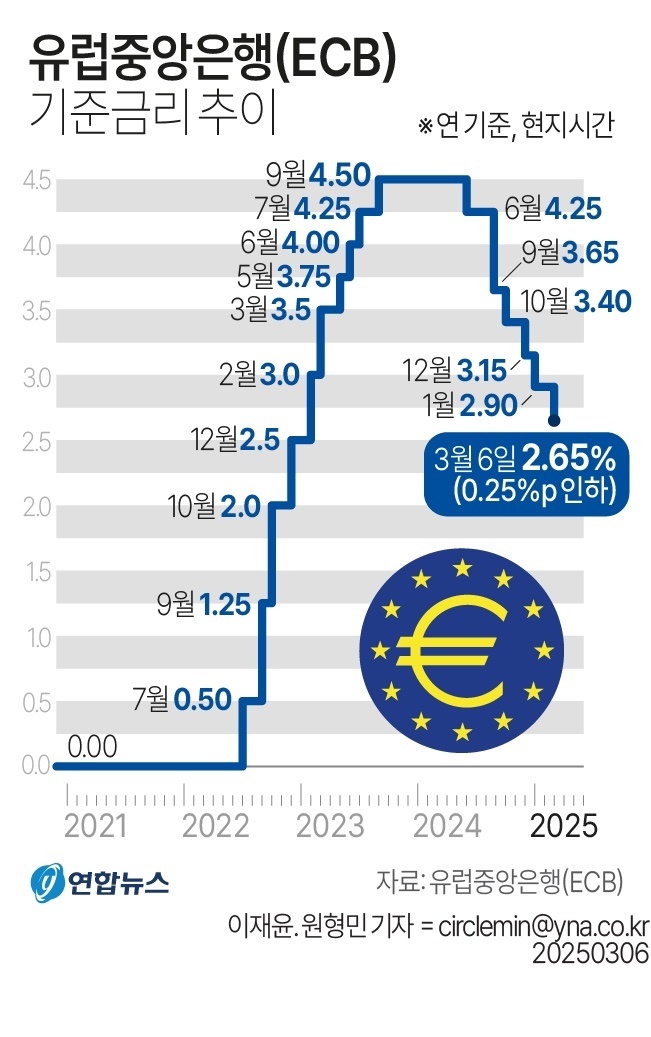 유럽중앙은행(ECB)
기준금리 추이
※연 기준, 현지시간
4.5
4.0
3.5
3.0
2.5
2.0
1.5
1.0
0.5
0.0
9월 4.50
7월 4.25
6월 4.00
5월 3.75
3월 3.5
2월 3.0
12월 2.5
10월 2.0
9월 1.25
7월 0.50
0.00
6월 4.25
9월 3.65
10월 3.40
12월 3.15
1월 2.90
3월 6일 2.65%
(0.25%p 인하)
2021 2022 2023 2024 2025
y 연합뉴스
자료: 유럽중앙은행(ECB)
이재윤. 원형민 기자 = circlemin@yna.co.kr
20250306